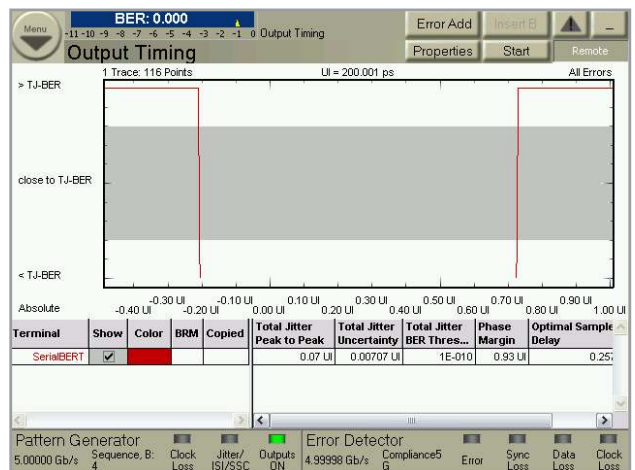 Menu
BER: 0.000
-11 -10 -9 -8 -7 -6 -5 -4 -3 -2 -1 0 Output Timing
Output Timing
Error Add
Insert B
Properties
Start
Remote
1 Trace: 116 Points
UI = 200.001 ps
All Errors
> TJ-BER
close to TJ-BER
< TJ-BER
Absolute
-0.40 UI -0.30 UI -0.20 UI -0.10 UI 0.00 UI 0.10 UI 0.20 UI 0.30 UI 0.40 UI 0.50 UI 0.60 UI 0.70 UI 0.80 UI 0.90 UI 1.00 UI
Terminal Show Color BRM Copied Total Jitter Peak to Peak Total Jitter Uncertainty Total Jitter BER Thres... Phase Margin Optimal Sample Delay
SerialBERT 0.07 UI 0.00707 UI 1E-010 0.93 UI 0.257
Pattern Generator
5.00000 Gb/s
Sequence, B: 4
Clock Loss
Jitter/ ISI/SSC
Outputs ON
Error Detector
4.99998 Gb/s
Compliance5 G
Error
Sync Loss
Data Loss
Clock Loss